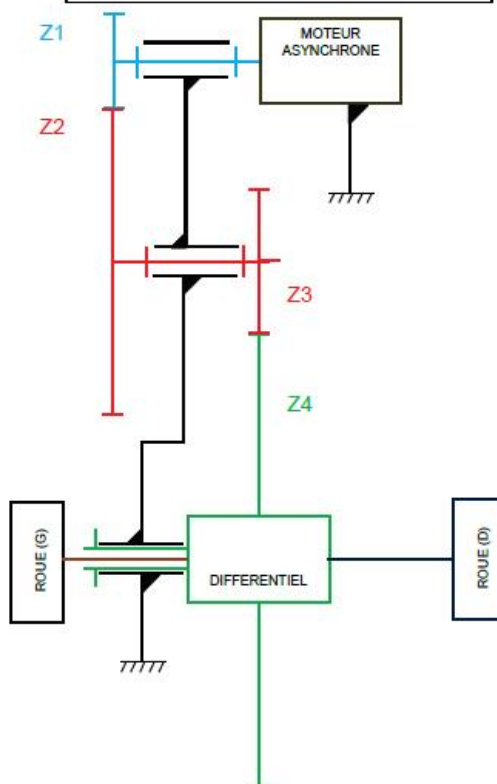 Z1
MOTEUR
ASYNCHRONE
Z2
Z3
Z4
ROUE (G)
DIFFERENTIEL
ROUE (D)